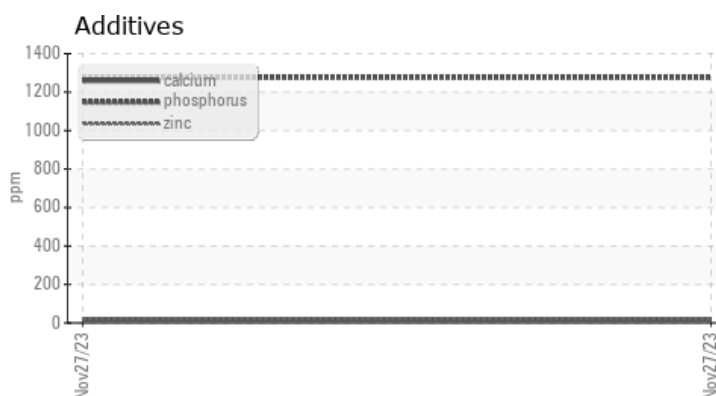 Additives
1400
1200
1000
800
600
400
200
0
ppm
calcium
phosphorus
zinc
Nov27/23
Nov27/23